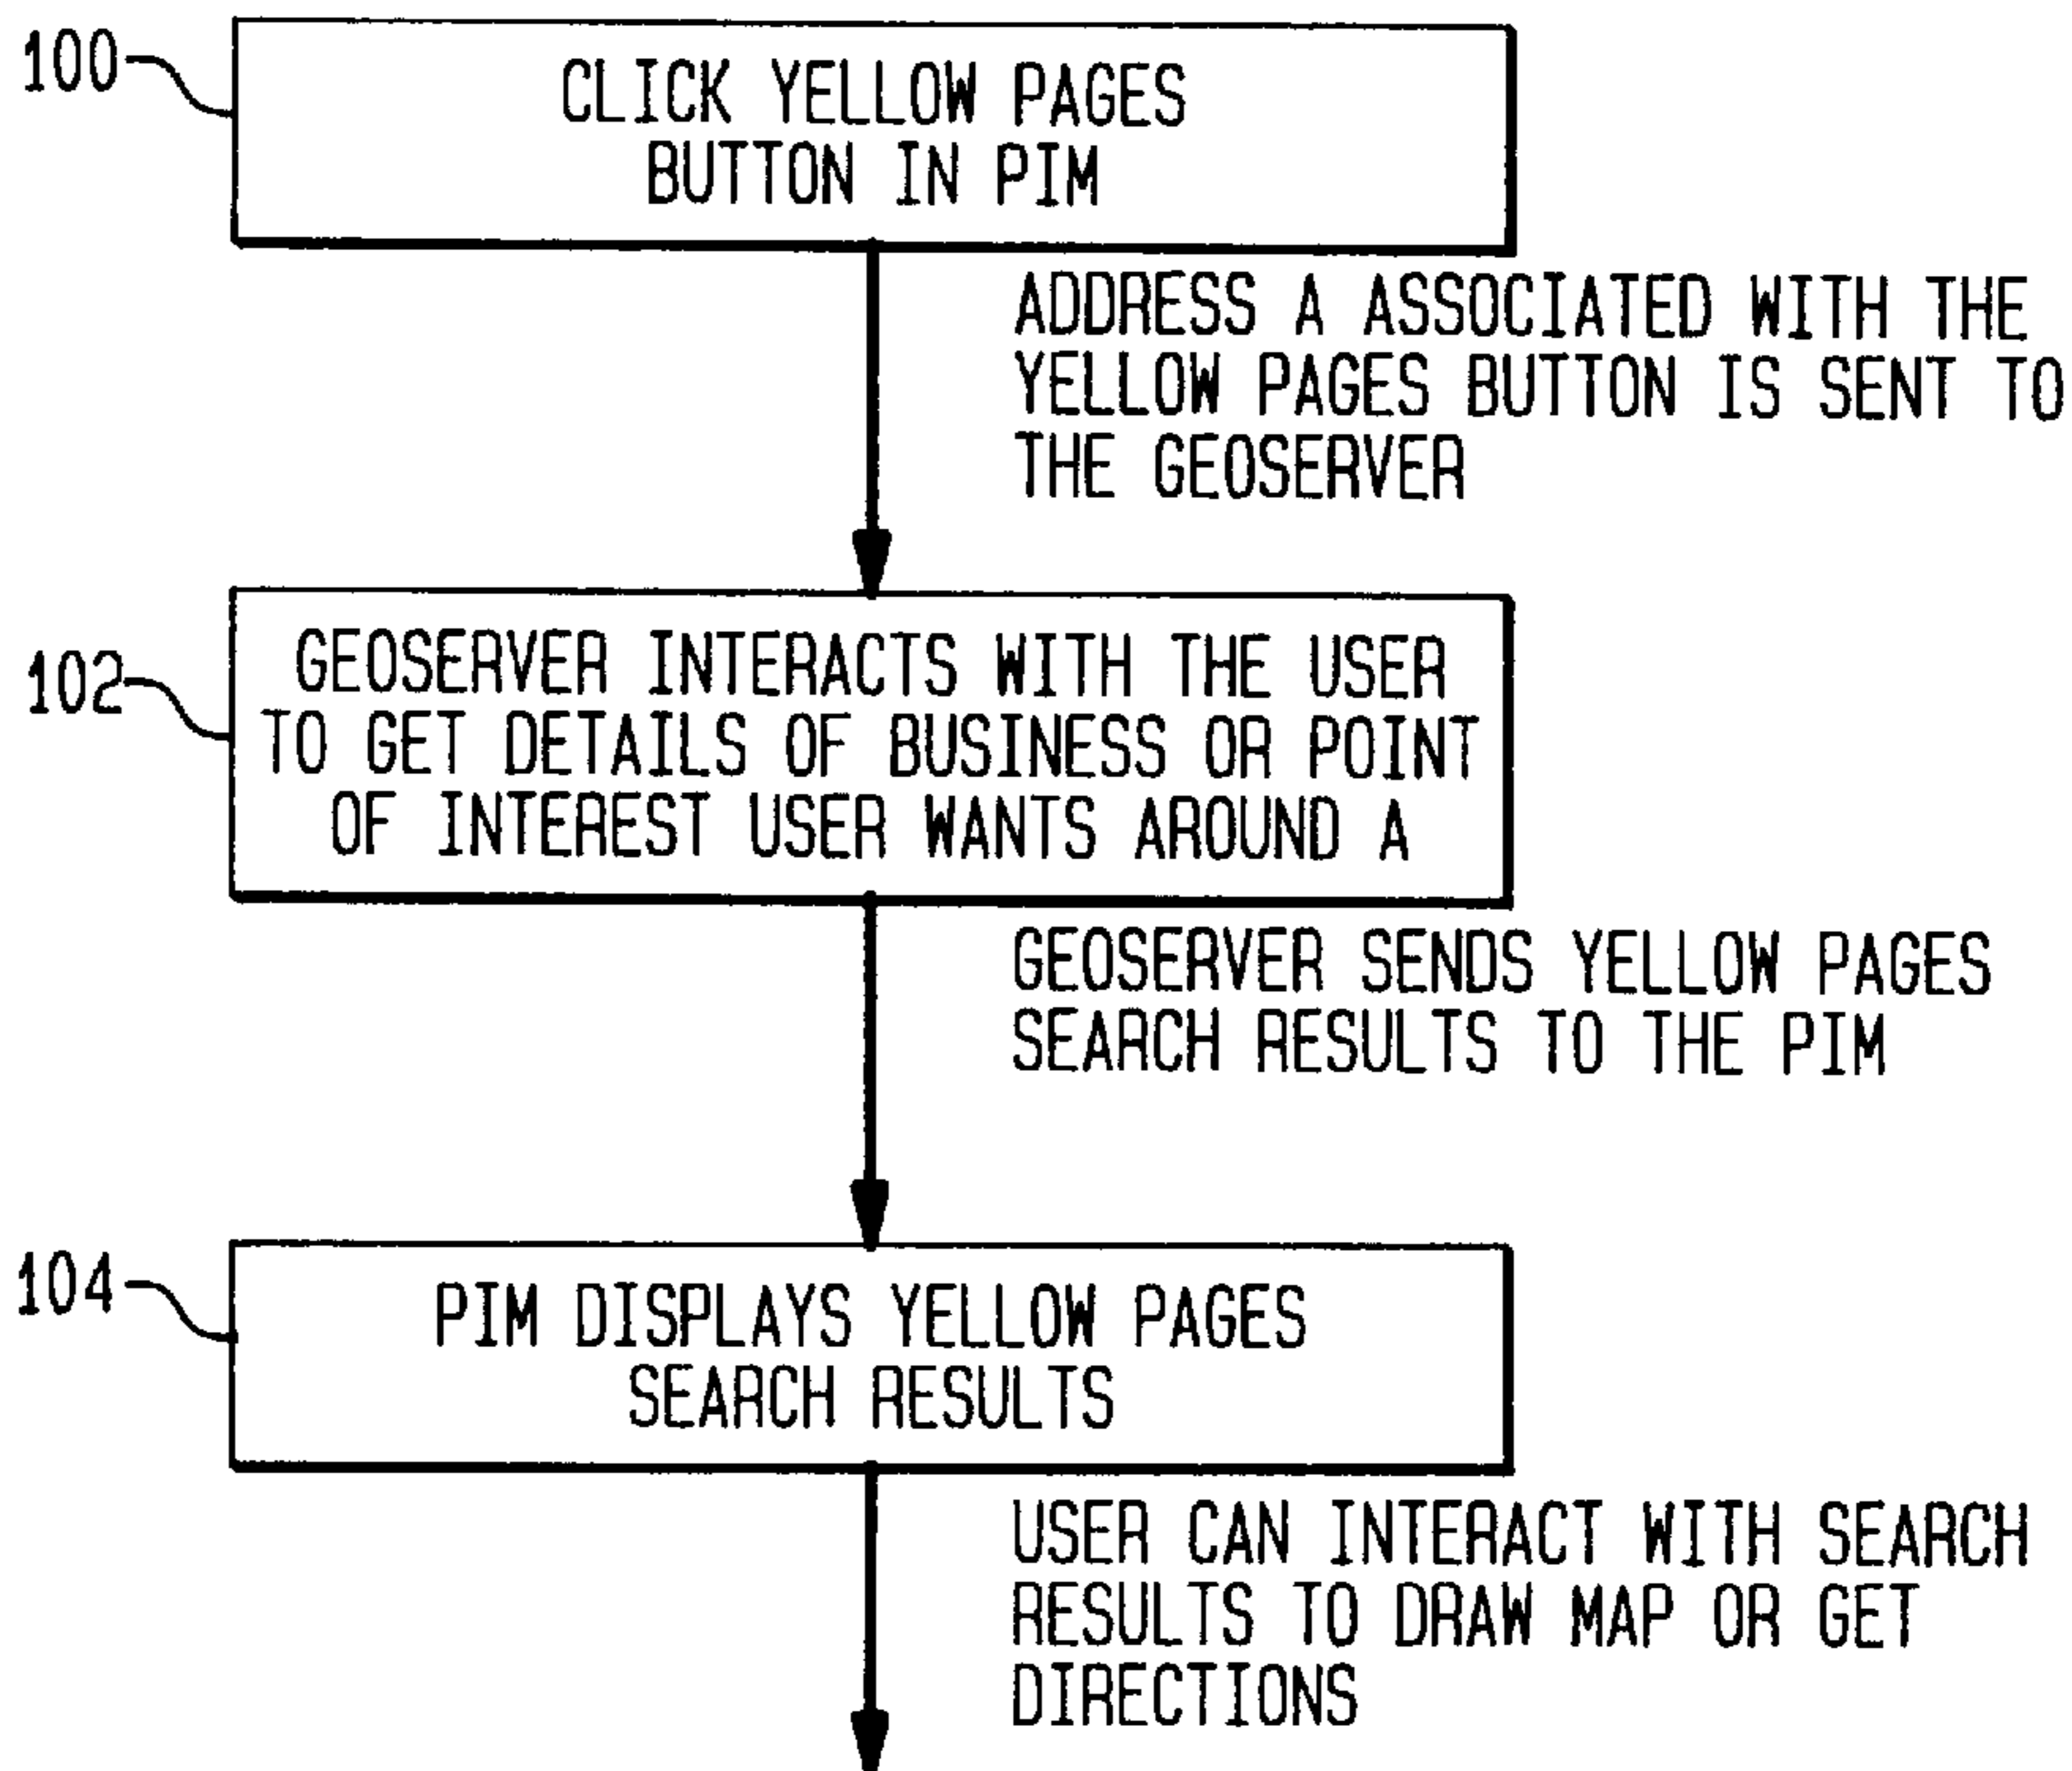 100
CLICK YELLOW PAGES
BUTTON IN PIM
ADDRESS A ASSOCIATED WITH THE
YELLOW PAGES BUTTON IS SENT TO
THE GEOSERVER
102
GEOSERVER INTERACTS WITH THE USER
TO GET DETAILS OF BUSINESS OR POINT
OF INTEREST USER WANTS AROUND A
GEOSERVER SENDS YELLOW PAGES
SEARCH RESULTS TO THE PIM
104
PIM DISPLAYS YELLOW PAGES
SEARCH RESULTS
USER CAN INTERACT WITH SEARCH
RESULTS TO DRAW MAP OR GET
DIRECTIONS